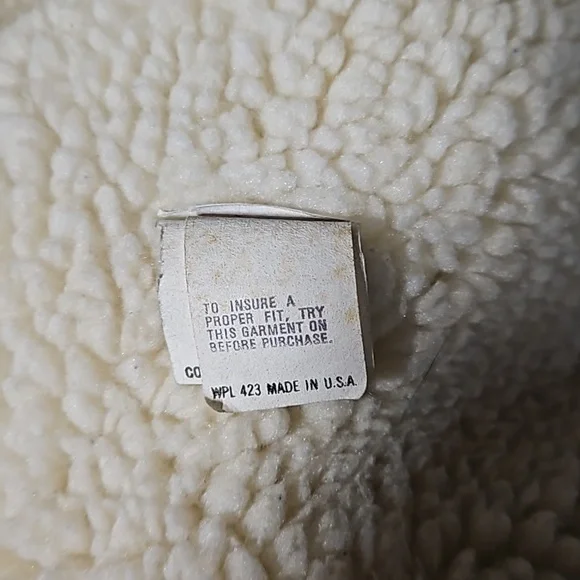 TO INSURE A
PROPER FIT, TRY
THIS GARMENT ON
BEFORE PURCHASE.
CO
WPL 423 MADE IN U.S.A.